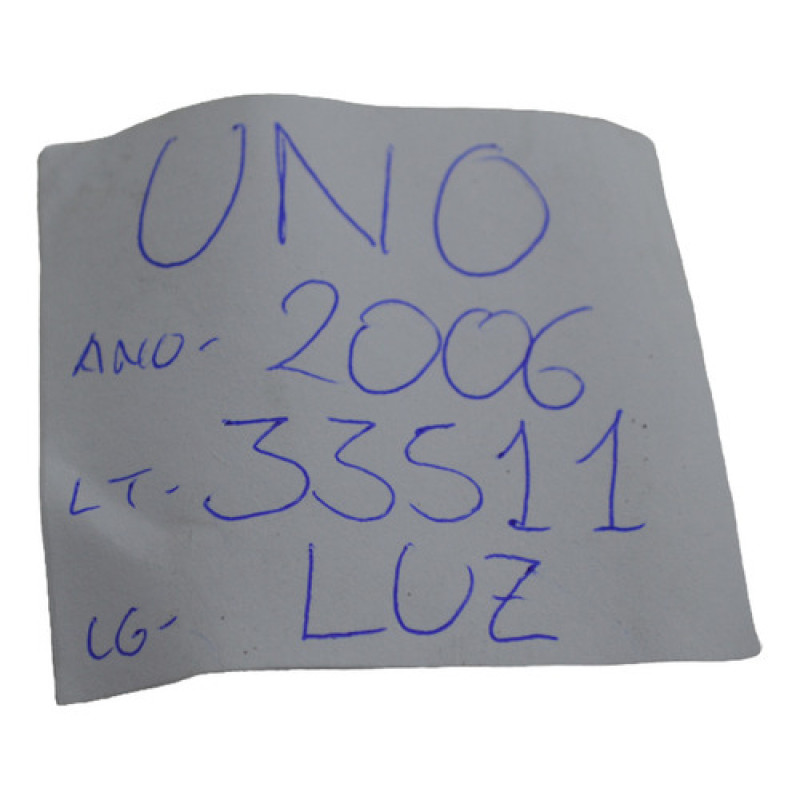 UNO
ANO- 2006
LT- 33511
LG- LUZ